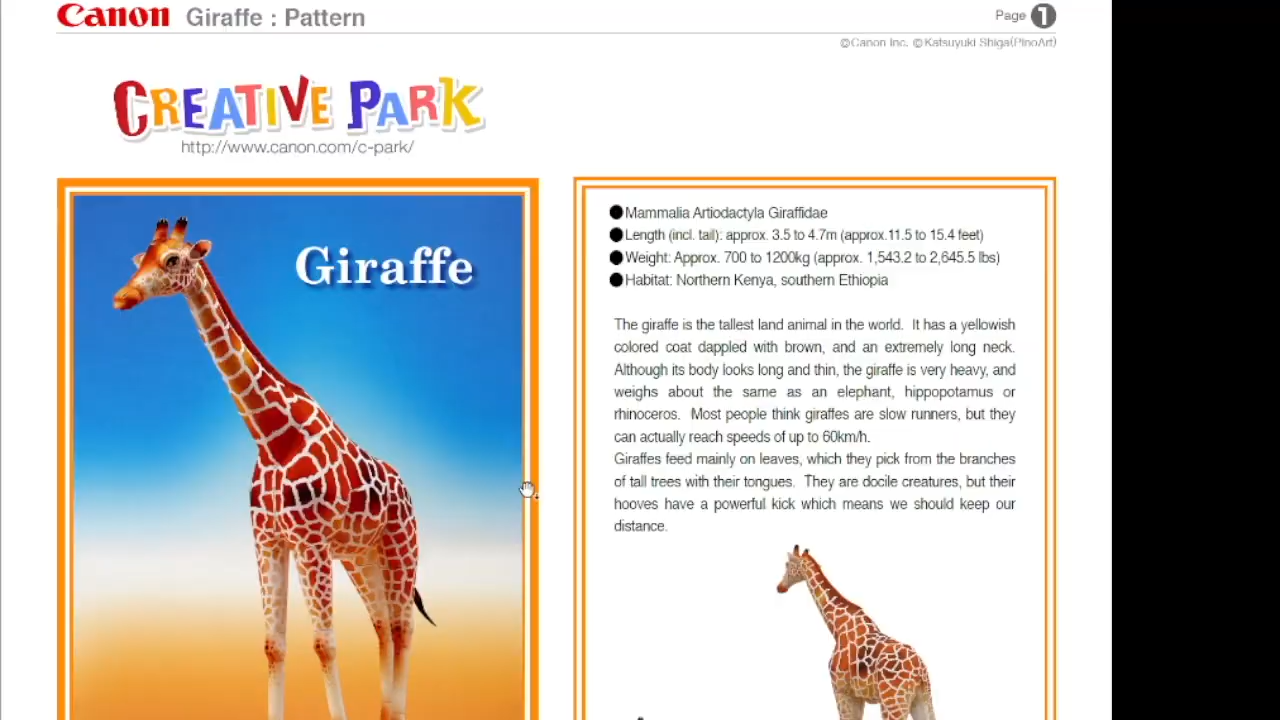 Canon Giraffe : Pattern
Page 1
©Canon Inc. ©Katsuyuki Shiga(PinoArt)
CREATIVE PARK
http://www.canon.com/c-park/
Giraffe
●Mammalia Artiodactyla Giraffidae
●Length (incl. tail): approx. 3.5 to 4.7m (approx.11.5 to 15.4 feet)
●Weight: Approx. 700 to 1200kg (approx. 1,543.2 to 2,645.5 lbs)
●Habitat: Northern Kenya, southern Ethiopia
The giraffe is the tallest land animal in the world. It has a yellowish
colored coat dappled with brown, and an extremely long neck.
Although its body looks long and thin, the giraffe is very heavy, and
weighs about the same as an elephant, hippopotamus or
rhinoceros. Most people think giraffes are slow runners, but they
can actually reach speeds of up to 60km/h.
Giraffes feed mainly on leaves, which they pick from the branches
of tall trees with their tongues. They are docile creatures, but their
hooves have a powerful kick which means we should keep our
distance.